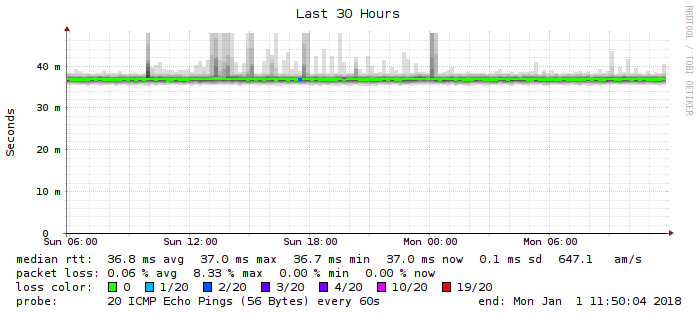 Last 30 Hours
RRDTOOL / TOBI OETIKER
Seconds
40 m
30 m
20 m
10 m
0
Sun 06:00 Sun 12:00 Sun 18:00 Mon 00:00 Mon 06:00
median rtt: 36.8 ms avg 37.0 ms max 36.7 ms min 37.0 ms now 0.1 ms sd 647.1 am/s
packet loss: 0.06 % avg 8.33 % max 0.00 % min 0.00 % now
loss color: 0 1/20 2/20 3/20 4/20 10/20 19/20
probe: 20 ICMP Echo Pings (56 Bytes) every 60s end: Mon Jan 1 11:50:04 2018